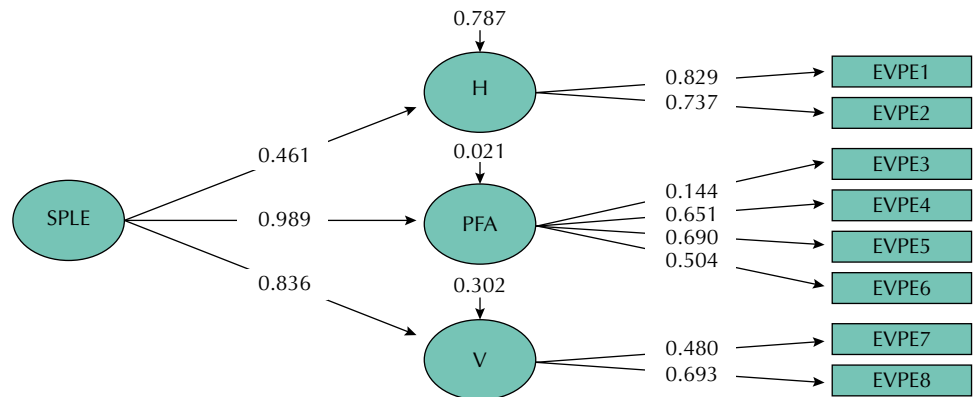 0.787
H
0.829
0.737
EVPE1
EVPE2
0.461
0.021
SPLE
0.989
PFA
0.144
0.651
0.690
0.504
EVPE3
EVPE4
EVPE5
EVPE6
0.836
0.302
V
0.480
0.693
EVPE7
EVPE8